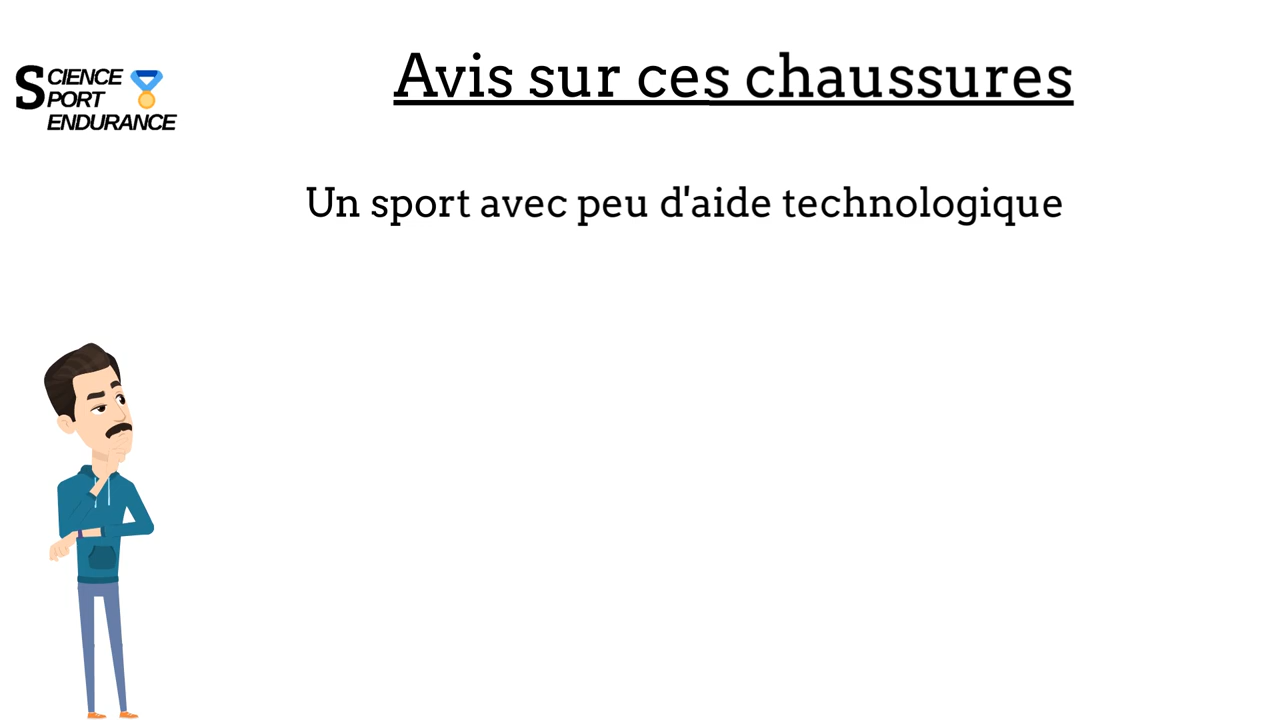 Avis sur ces chaussures
SCIENCE
SPORT
ENDURANCE
Un sport avec peu d'aide technologique